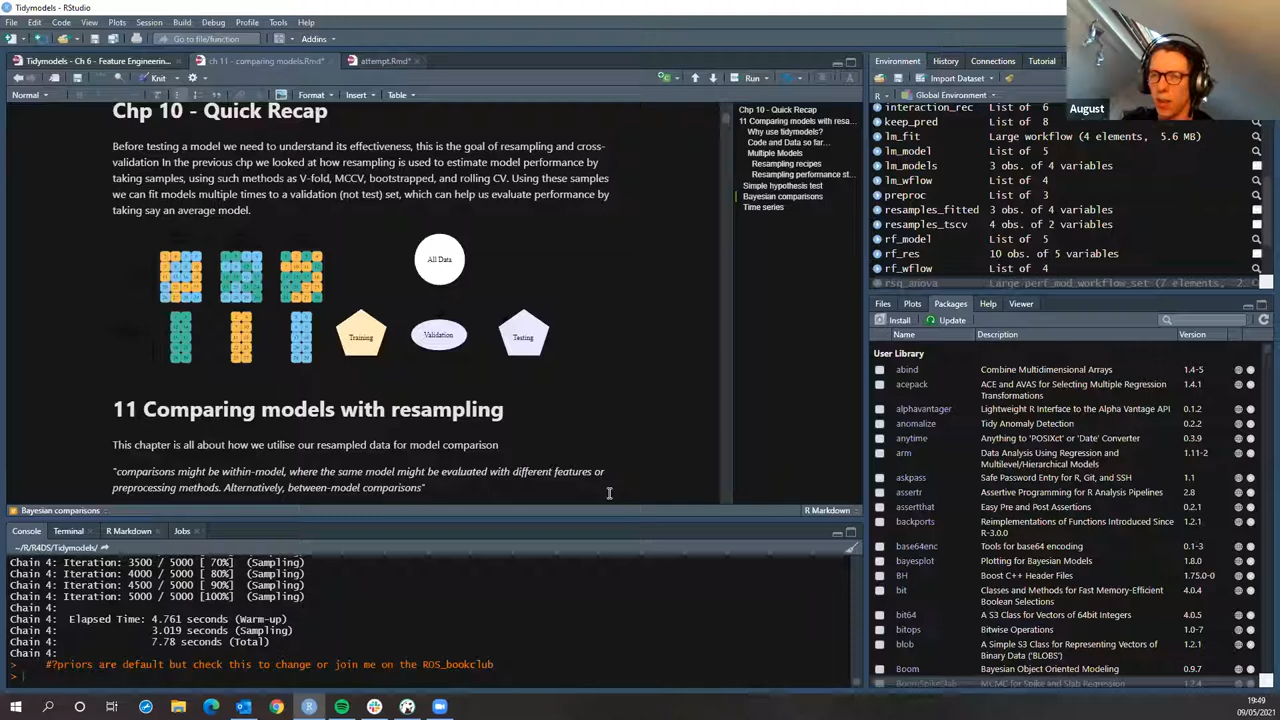 Tidymodels - RStudio
File Edit Code View Plots Session Build Debug Profile Tools Help
Go to file/function Addins
Tidymodels - Ch 6 - Feature Engineerin... ch 11 - comparing models.Rmd* attempt.Rmd*
Knit Run
Normal Format Insert Table
Chp 10 - Quick Recap
Before testing a model we need to understand its effectiveness, this is the goal of resampling and cross-
validation In the previous chp we looked at how resampling is used to estimate model performance by
taking samples, using such methods as V-fold, MCCV, bootstrapped, and rolling CV. Using these samples
we can fit models multiple times to a validation (not test) set, which can help us evaluate performance by
taking say an average model.
All Data
Training Validation Testing
11 Comparing models with resampling
This chapter is all about how we utilise our resampled data for model comparison
"comparisons might be within-model, where the same model might be evaluated with different features or
preprocessing methods. Alternatively, between-model comparisons"
Chp 10 - Quick Recap
11 Comparing models with resa...
Why use tidymodels?
Code and Data so far...
Multiple Models
Resampling recipes
Resampling performance st...
Simple hypothesis test
Bayesian comparisons
Time series
Bayesian comparisons R Markdown
Console Terminal R Markdown Jobs
~/R/R4DS/Tidymodels/
Chain 4: Iteration: 3500 / 5000 [ 70%] (Sampling)
Chain 4: Iteration: 4000 / 5000 [ 80%] (Sampling)
Chain 4: Iteration: 4500 / 5000 [ 90%] (Sampling)
Chain 4: Iteration: 5000 / 5000 [100%] (Sampling)
Chain 4:
Chain 4: Elapsed Time: 4.761 seconds (Warm-up)
Chain 4: 3.019 seconds (Sampling)
Chain 4: 7.78 seconds (Total)
Chain 4:
> #?priors are default but check this to change or join me on the ROS_bookclub
>
Environment History Connections Tutorial
Import Dataset
R Global Environment
interaction_rec List of 6
keep_pred List of 8
lm_fit Large workflow (4 elements, 5.6 MB)
lm_model List of 5
lm_models 3 obs. of 4 variables
lm_wflow List of 4
preproc List of 3
resamples_fitted 3 obs. of 4 variables
resamples_tscv 4 obs. of 2 variables
rf_model List of 5
rf_res 10 obs. of 5 variables
rf_wflow List of 4
rsq_anova Large perf_mod_workflow_set (7 elements, 2...
August
Files Plots Packages Help Viewer
Install Update
Name Description Version
User Library
abind Combine Multidimensional Arrays 1.4-5
acepack ACE and AVAS for Selecting Multiple Regression Transformations 1.4.1
alphavantager Lightweight R Interface to the Alpha Vantage API 0.1.2
anomalize Tidy Anomaly Detection 0.2.2
anytime Anything to 'POSIXct' or 'Date' Converter 0.3.9
arm Data Analysis Using Regression and Multilevel/Hierarchical Models 1.11-2
askpass Safe Password Entry for R, Git, and SSH 1.1
assertr Assertive Programming for R Analysis Pipelines 2.8
assertthat Easy Pre and Post Assertions 0.2.1
backports Reimplementations of Functions Introduced Since R-3.0.0 1.2.1
base64enc Tools for base64 encoding 0.1-3
bayesplot Plotting for Bayesian Models 1.8.0
BH Boost C++ Header Files 1.75.0-0
bit Classes and Methods for Fast Memory-Efficient Boolean Selections 4.0.4
bit64 A S3 Class for Vectors of 64bit Integers 4.0.5
bitops Bitwise Operations 1.0-7
blob A Simple S3 Class for Representing Vectors of Binary Data ('BLOBS') 1.2.1
Boom Bayesian Object Oriented Modeling 0.9.7
BoomSpikeSlab MCMC for Spike and Slab Regression 1.2.4
19:49
09/05/2021